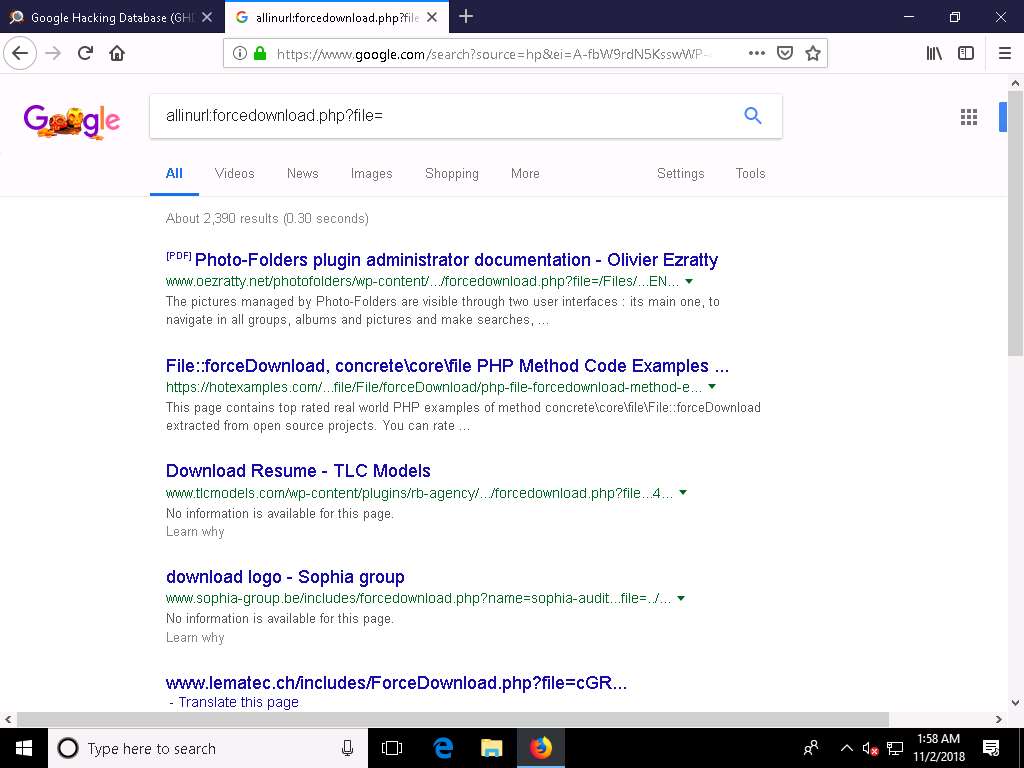 Google Hacking Database (GHD
allinurl:forcedownload.php?file
https://www.google.com/search?source=hp&ei=A-fbW9rdN5KsswWP-
Google
allinurl:forcedownload.php?file=
All Videos News Images Shopping More Settings Tools
About 2,390 results (0.30 seconds)
[PDF] Photo-Folders plugin administrator documentation - Olivier Ezratty
www.oezratty.net/photofolders/wp-content/.../forcedownload.php?file=/Files/...EN...
The pictures managed by Photo-Folders are visible through two user interfaces : its main one, to
navigate in all groups, albums and pictures and make searches, ...
File::forceDownload, concrete\core\file PHP Method Code Examples ...
https://hotexamples.com/...file/File/forceDownload/php-file-forcedownload-method-e...
This page contains top rated real world PHP examples of method concrete\core\file\File::forceDownload
extracted from open source projects. You can rate ...
Download Resume - TLC Models
www.tlcmodels.com/wp-content/plugins/rb-agency/.../forcedownload.php?file...4...
No information is available for this page.
Learn why
download logo - Sophia group
www.sophia-group.be/includes/forcedownload.php?name=sophia-audit...file=../...
No information is available for this page.
Learn why
www.lematec.ch/includes/ForceDownload.php?file=cGR...
- Translate this page
Type here to search
1:58 AM
11/2/2018